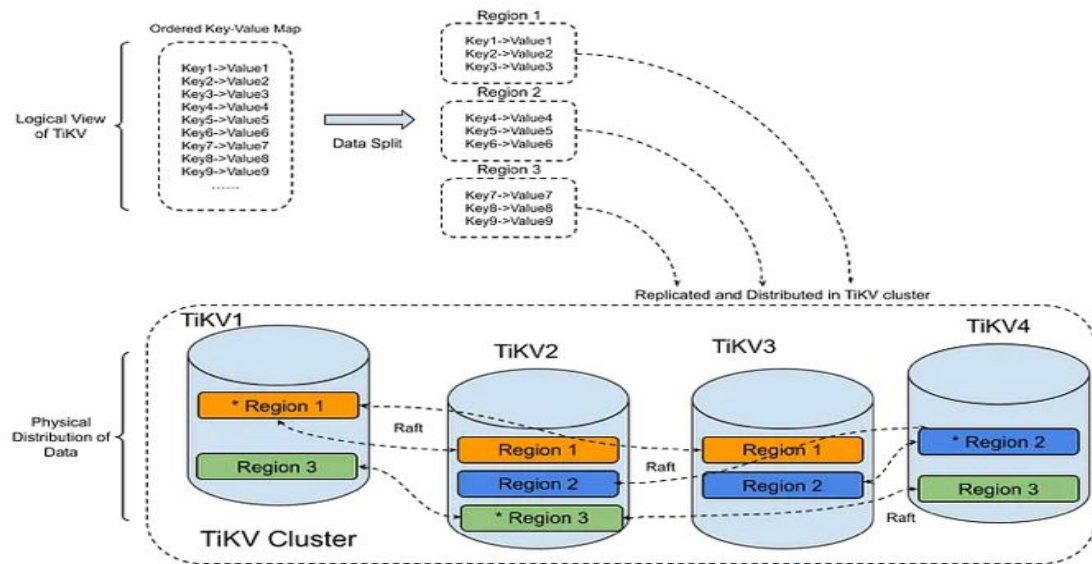 Ordered Key-Value Map
Key1->Value1
Key2->Value2
Key3->Value3
Key4->Value4
Key5->Value5
Key6->Value6
Key7->Value7
Key8->Value8
Key9->Value9
......
Logical View
of TiKV
Data Split
Region 1
Key1->Value1
Key2->Value2
Key3->Value3
Region 2
Key4->Value4
Key5->Value5
Key6->Value6
Region 3
Key7->Value7
Key8->Value8
Key9->Value9
Replicated and Distributed in TiKV cluster
Physical
Distribution of
Data
TiKV1
* Region 1
Region 3
Raft
TiKV2
Region 1
Region 2
* Region 3
Raft
TiKV3
Region 1
Region 2
TiKV4
* Region 2
Region 3
Raft
TiKV Cluster